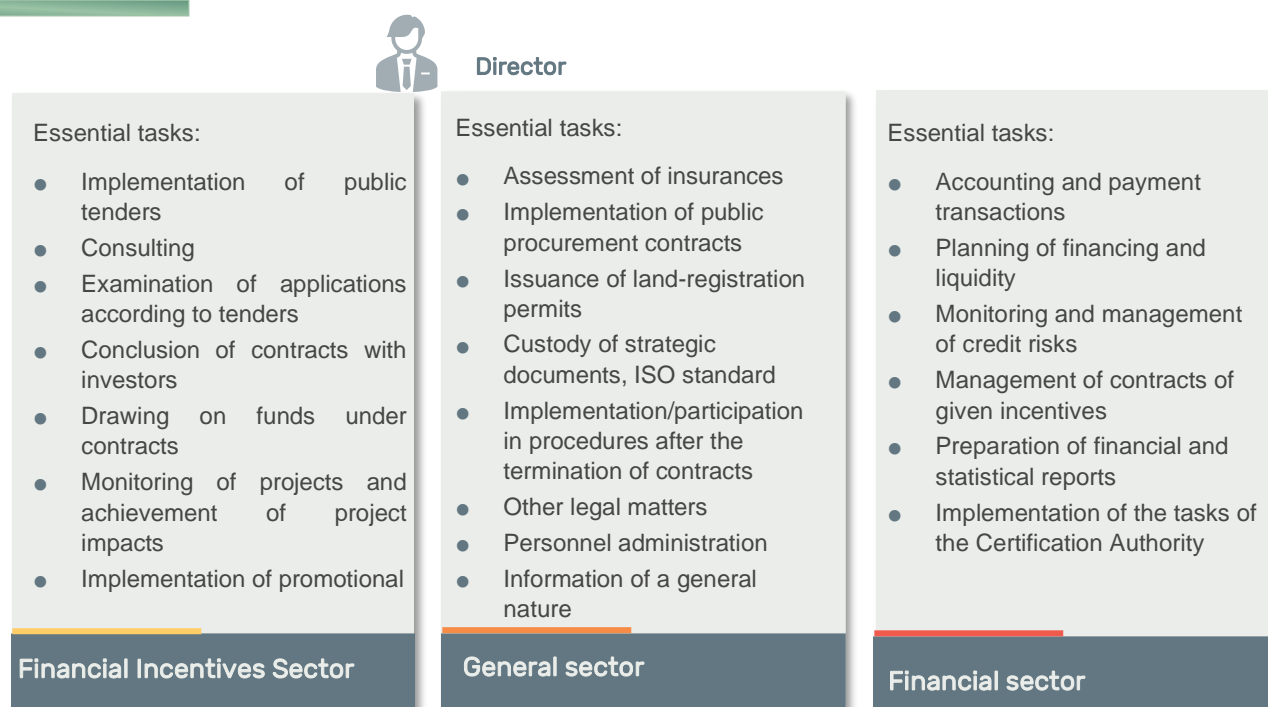 Director
Essential tasks:
● Implementation of public
tenders
● Consulting
● Examination of applications
according to tenders
● Conclusion of contracts with
investors
● Drawing on funds under
contracts
● Monitoring of projects and
achievement of project
impacts
● Implementation of promotional
Financial Incentives Sector
Essential tasks:
● Assessment of insurances
● Implementation of public
procurement contracts
● Issuance of land-registration
permits
● Custody of strategic
documents, ISO standard
● Implementation/participation
in procedures after the
termination of contracts
● Other legal matters
● Personnel administration
● Information of a general
nature
General sector
Essential tasks:
● Accounting and payment
transactions
● Planning of financing and
liquidity
● Monitoring and management
of credit risks
● Management of contracts of
given incentives
● Preparation of financial and
statistical reports
● Implementation of the tasks of
the Certification Authority
Financial sector